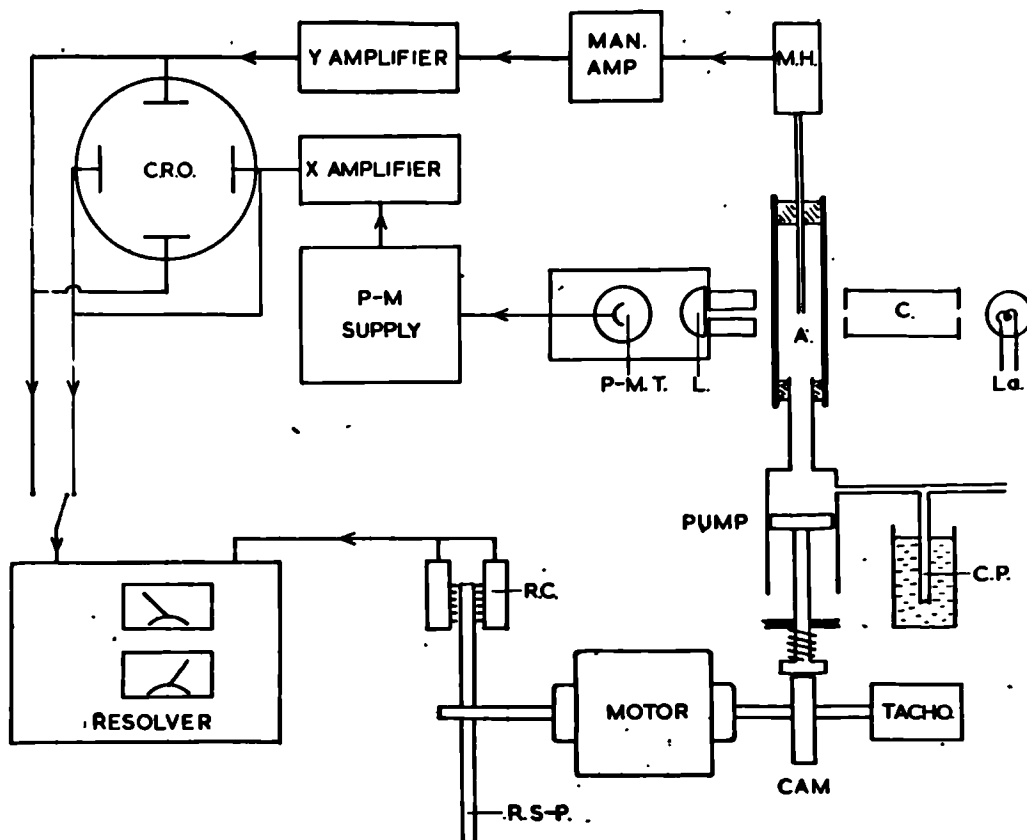 Y AMPLIFIER
MAN.
AMP
M.H.
C.R.O.
X AMPLIFIER
P-M
SUPPLY
P-M.T.
L.
A.
C.
La.
PUMP
C.P.
R.C.
RESOLVER
MOTOR
TACHO.
CAM
R.S-P.